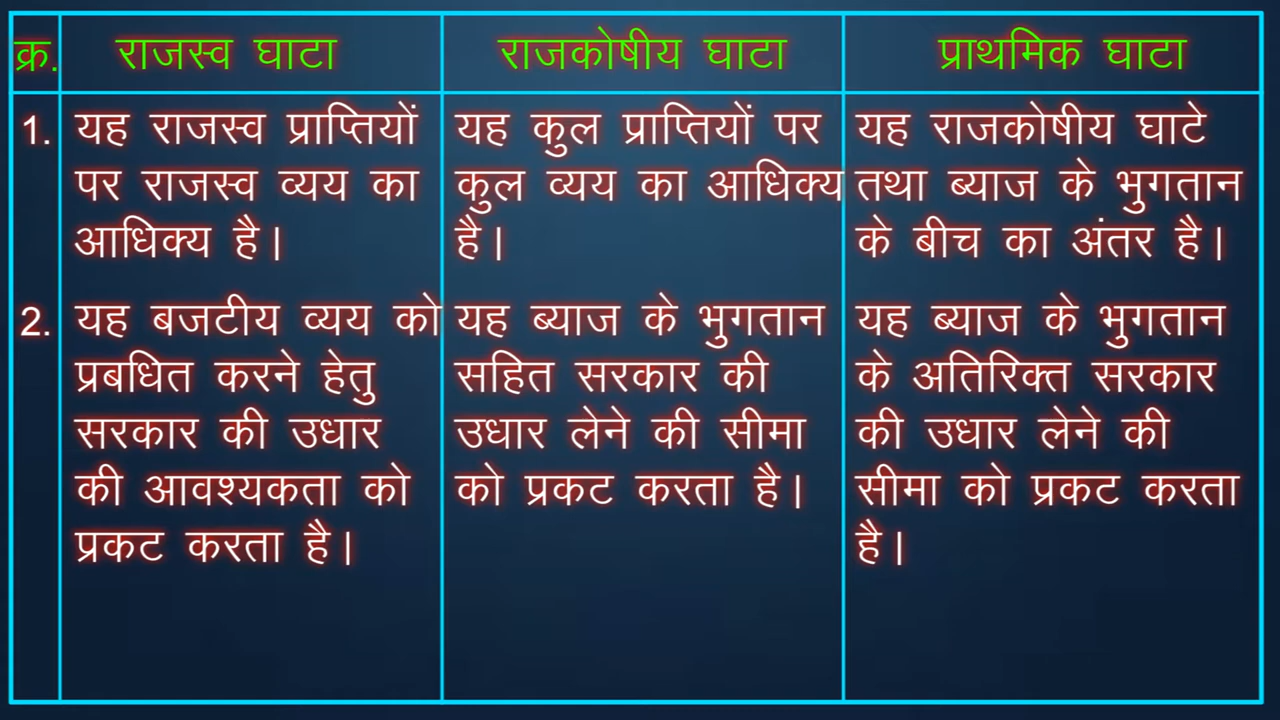 क्र. राजस्व घाटा राजकोषीय घाटा प्राथमिक घाटा
1. यह राजस्व प्राप्तियों
पर राजस्व व्यय का
आधिक्य है।
यह कुल प्राप्तियों पर
कुल व्यय का आधिक्य
है।
यह राजकोषीय घाटे
तथा ब्याज के भुगतान
के बीच का अंतर है।
2. यह बजटीय व्यय को
प्रबधित करने हेतु
सरकार की उधार
की आवश्यकता को
प्रकट करता है।
यह ब्याज के भुगतान
सहित सरकार की
उधार लेने की सीमा
को प्रकट करता है।
यह ब्याज के भुगतान
के अतिरिक्त सरकार
की उधार लेने की
सीमा को प्रकट करता
है।